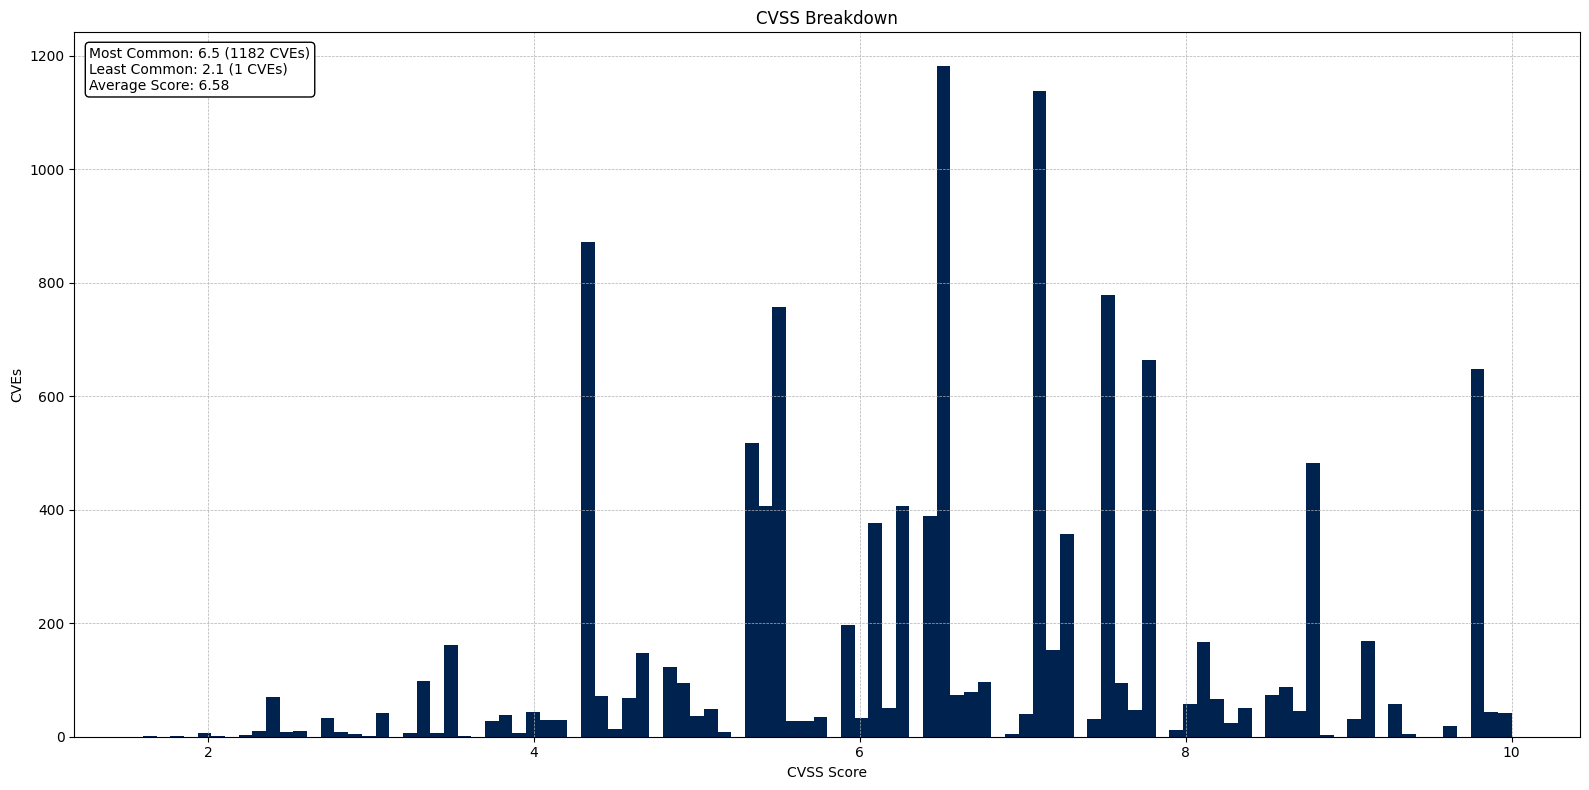 CVSS Breakdown
Most Common: 6.5 (1182 CVEs)
Least Common: 2.1 (1 CVEs)
Average Score: 6.58
1200
1000
800
600
400
200
0
CVEs
2 4 6 8 10
CVSS Score